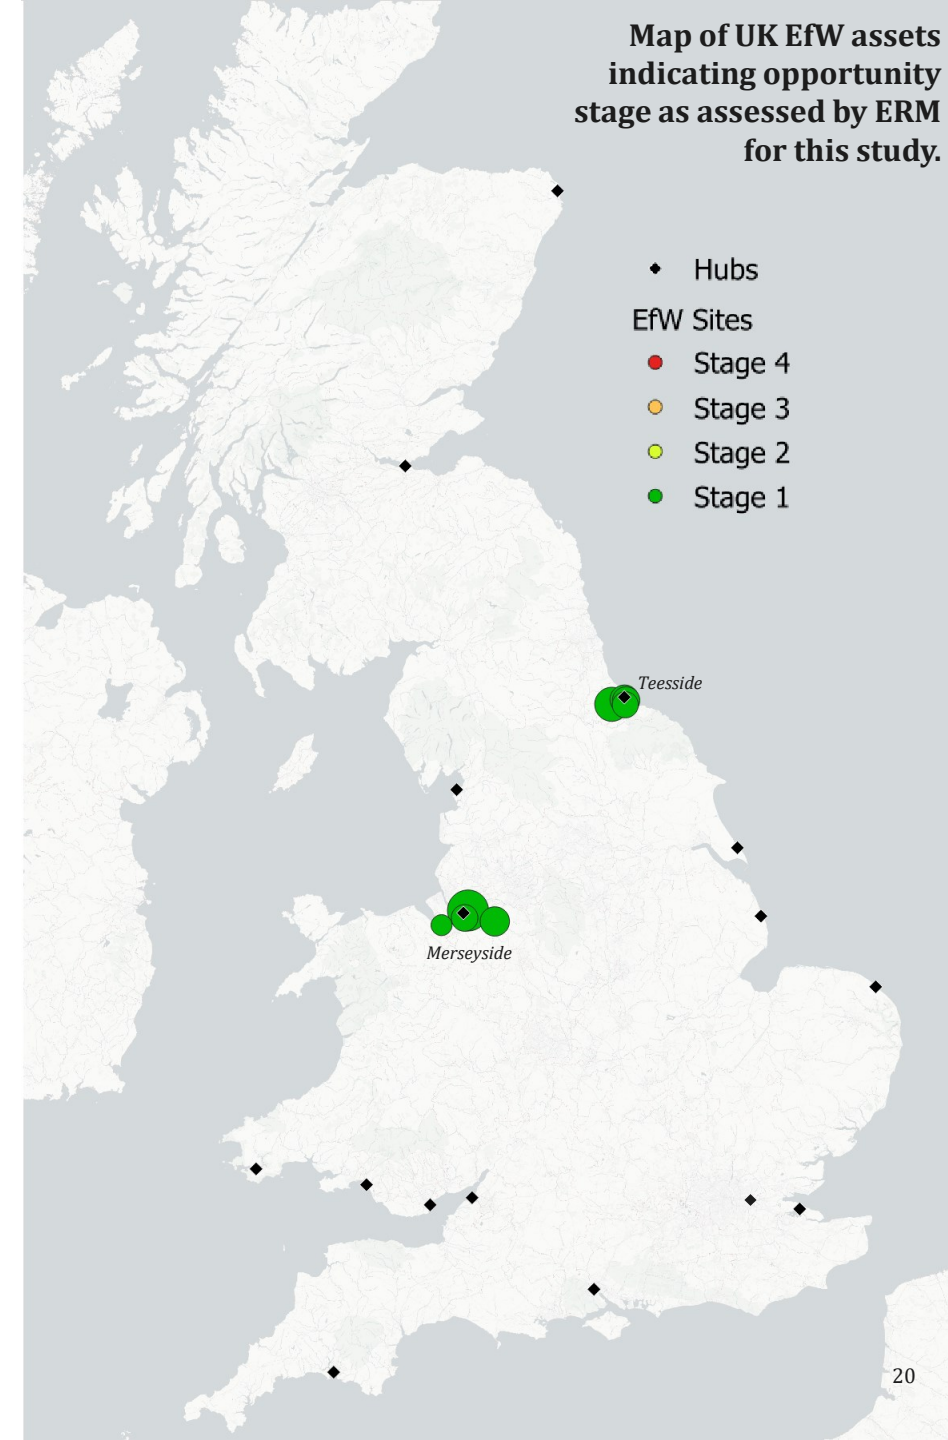 Map of UK EfW assets
indicating opportunity
stage as assessed by ERM
for this study.
Hubs
EfW Sites
Stage 4
Stage 3
Stage 2
Stage 1
Teesside
Merseyside
20